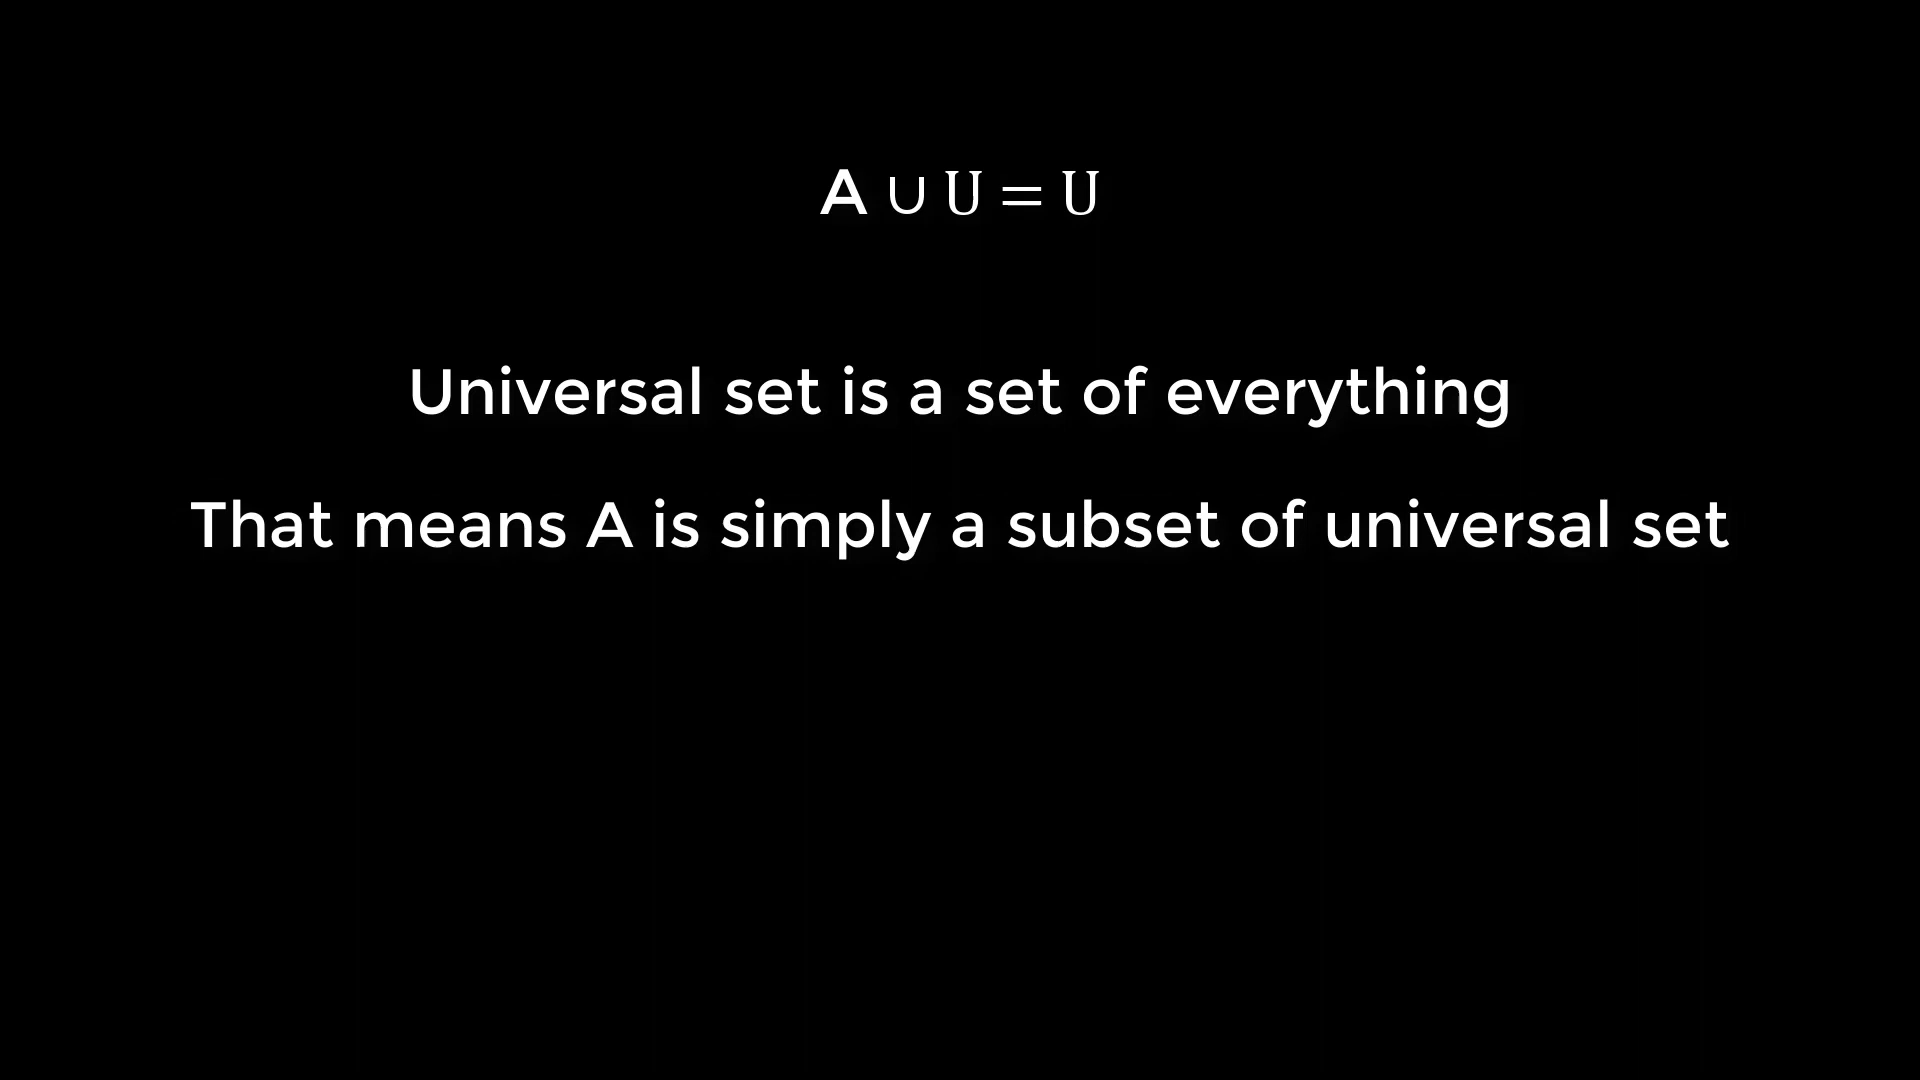 A ∪ U = U
Universal set is a set of everything
That means A is simply a subset of universal set